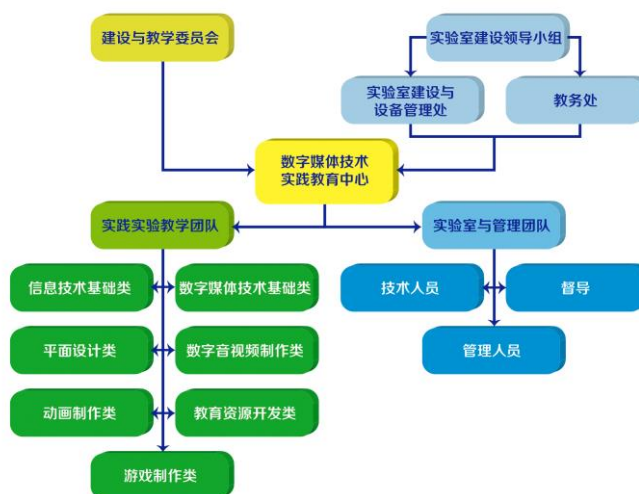 建设与教学委员会
实验室建设领导小组
实验室建设与
设备管理处
教务处
数字媒体技术
实践教育中心
实践实验教学团队
实验室与管理团队
信息技术基础类
数字媒体技术基础类
技术人员
督导
平面设计类
数字音视频制作类
管理人员
动画制作类
教育资源开发类
游戏制作类